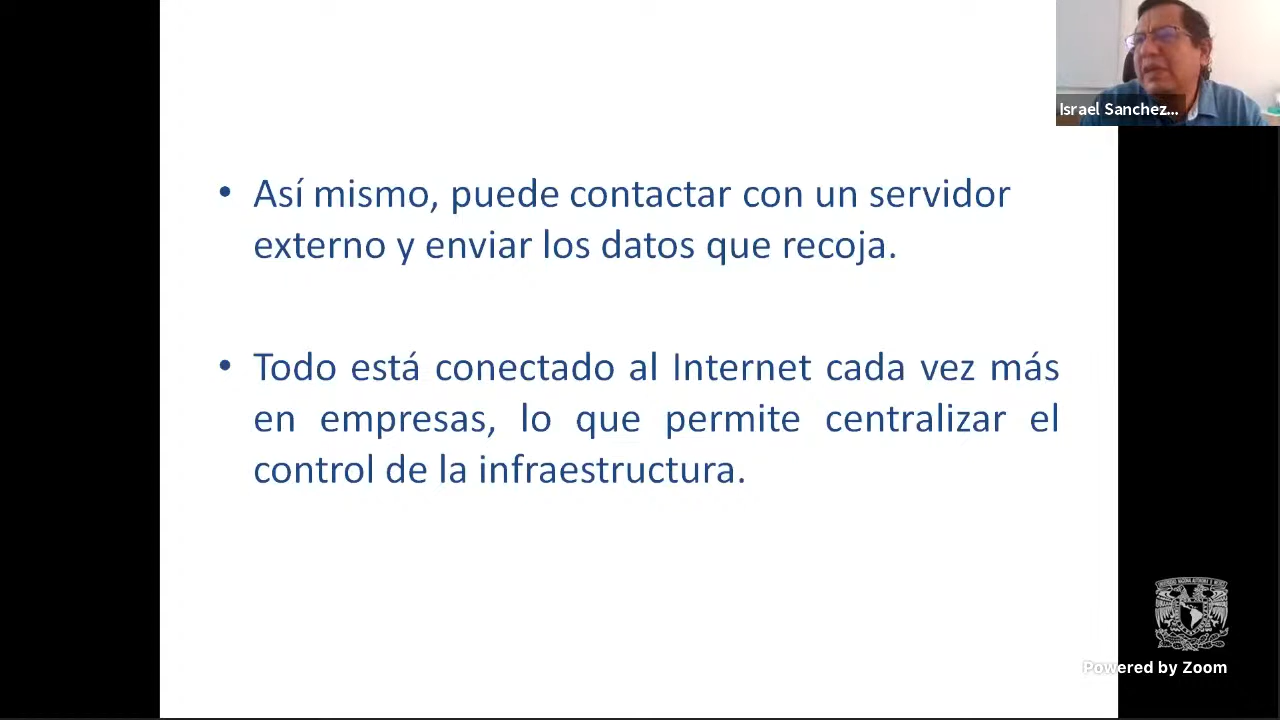 Israel Sanchez...
• Así mismo, puede contactar con un servidor
externo y enviar los datos que recoja.
• Todo está conectado al Internet cada vez más
en empresas, lo que permite centralizar el
control de la infraestructura.
Powered by Zoom